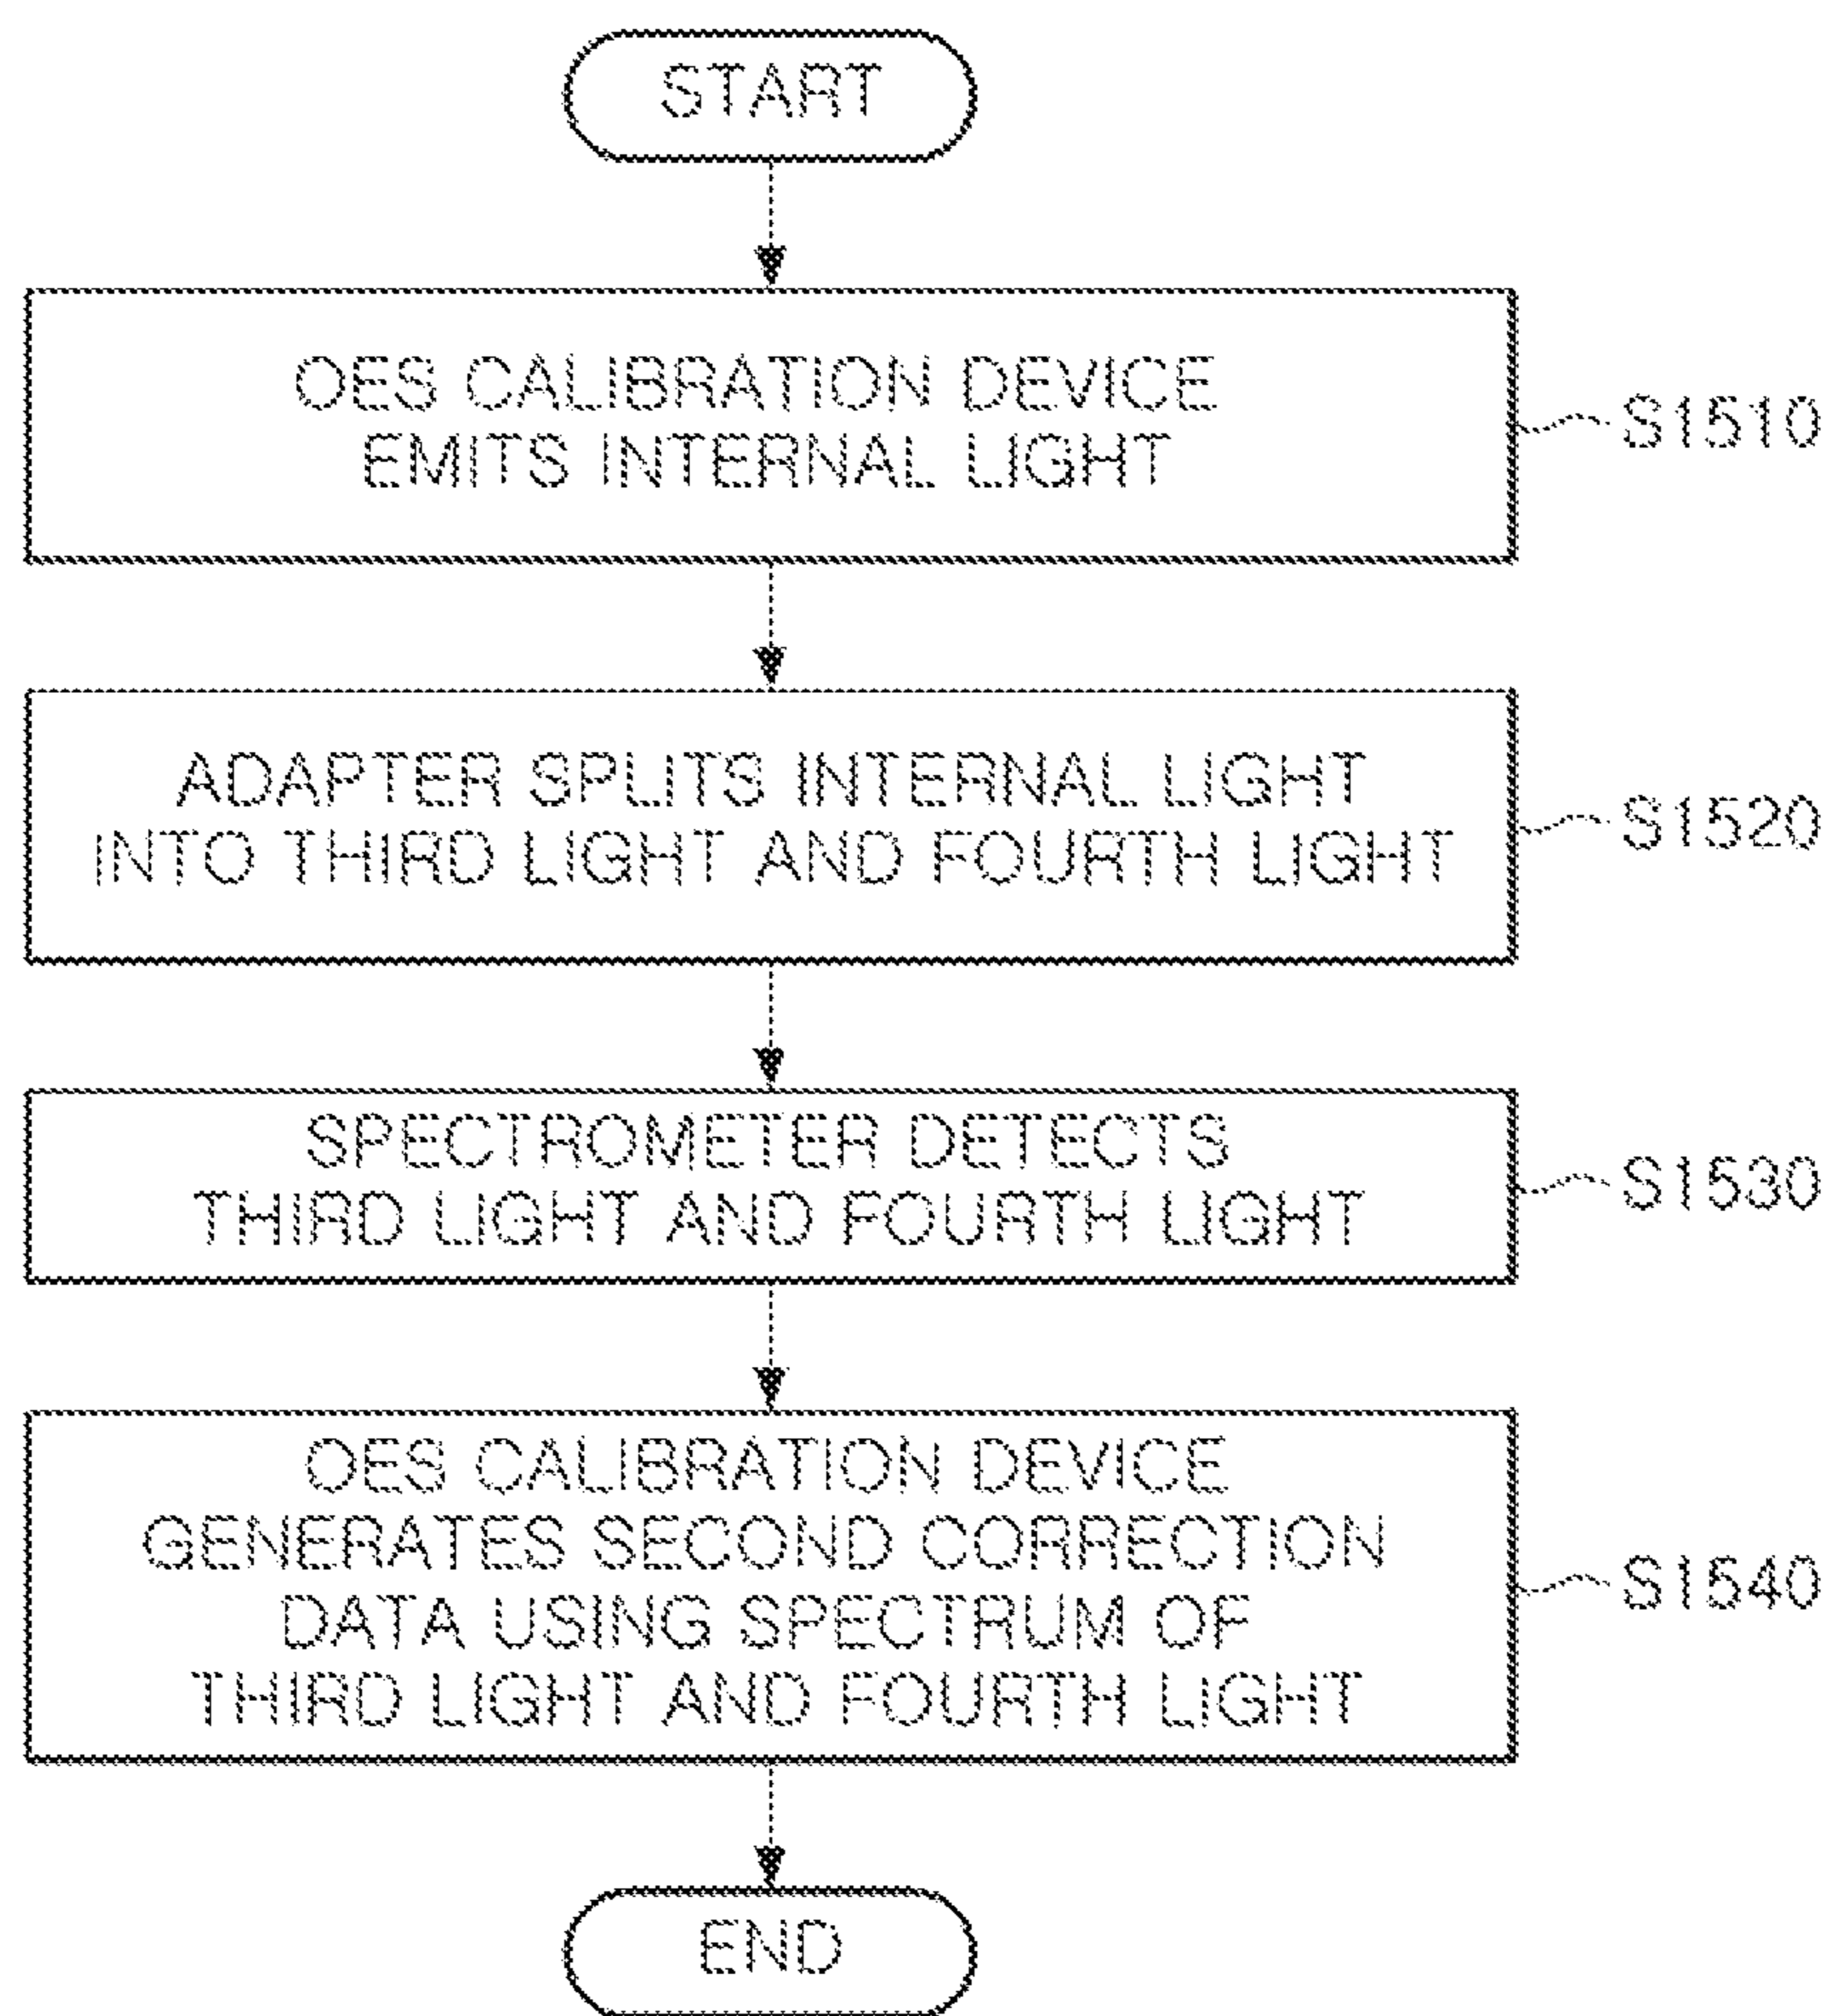 START
OES CALIBRATION DEVICE
EMITS INTERNAL LIGHT
S1510
ADAPTER SPLITS INTERNAL LIGHT
INTO THIRD LIGHT AND FOURTH LIGHT
S1520
SPECTROMETER DETECTS
THIRD LIGHT AND FOURTH LIGHT
S1530
OES CALIBRATION DEVICE
GENERATES SECOND CORRECTION
DATA USING SPECTRUM OF
THIRD LIGHT AND FOURTH LIGHT
S1540
END